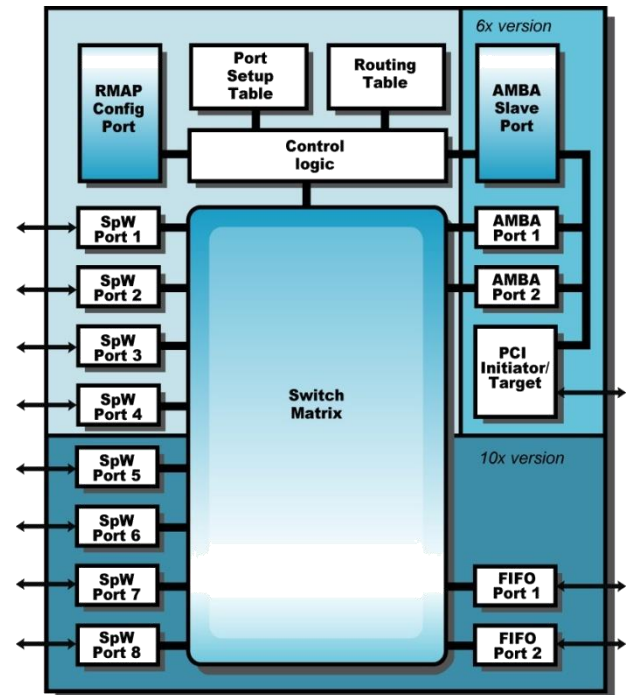 6x version
RMAP
Config
Port
Port
Setup
Table
Routing
Table
AMBA
Slave
Port
Control
logic
SpW
Port 1
AMBA
Port 1
SpW
Port 2
AMBA
Port 2
SpW
Port 3
PCI
Initiator/
Target
SpW
Port 4
Switch
Matrix
10x version
SpW
Port 5
SpW
Port 6
SpW
Port 7
FIFO
Port 1
SpW
Port 8
FIFO
Port 2